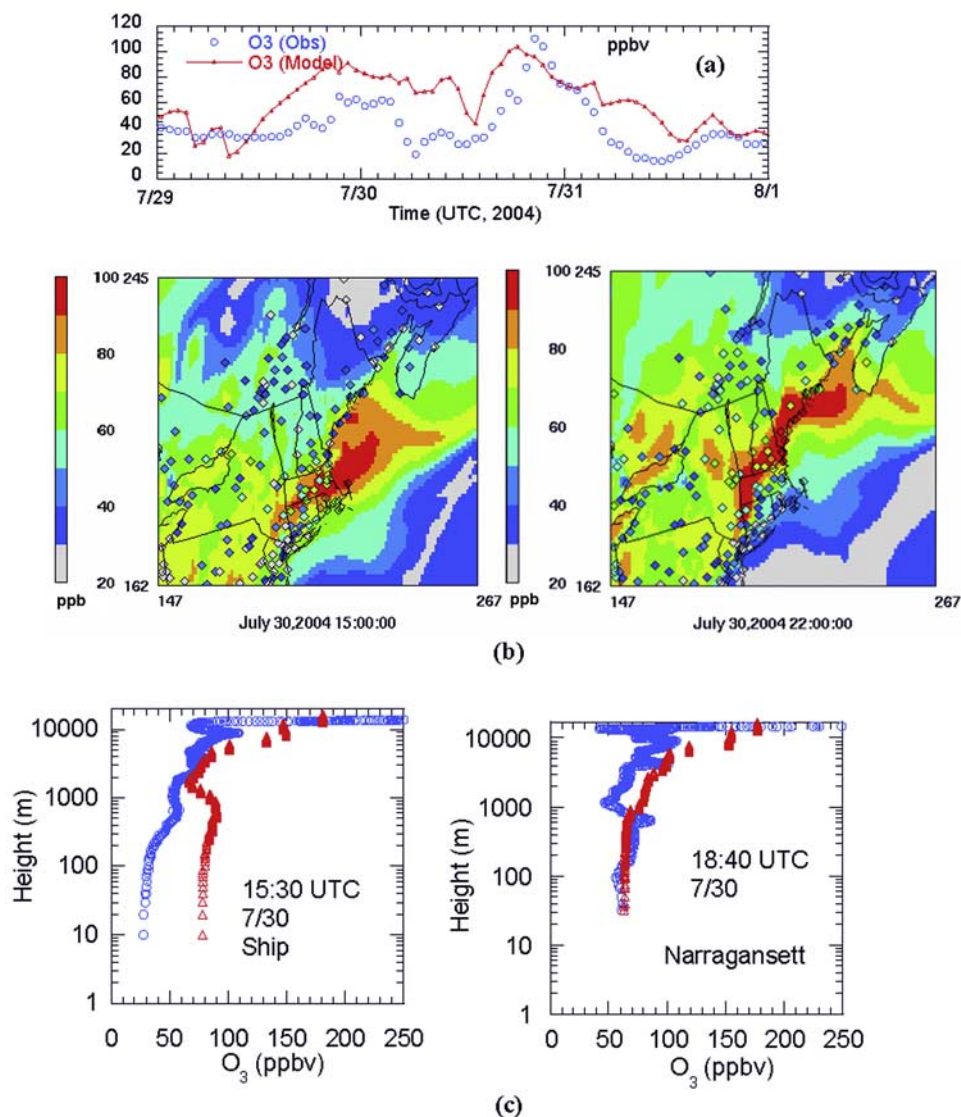 120
100
80
60
40
20
0
O3 (Obs)
O3 (Model)
ppbv
(a)
7/29
7/30
7/31
8/1
Time (UTC, 2004)
100
80
60
40
20
ppb
245
162
147
267
July 30,2004 15:00:00
100
80
60
40
20
ppb
245
162
147
267
July 30,2004 22:00:00
(b)
Height (m)
10000
1000
100
10
1
15:30 UTC
7/30
Ship
0 50 100 150 200 250
O3 (ppbv)
Height (m)
10000
1000
100
10
1
18:40 UTC
7/30
Narragansett
0 50 100 150 200 250
O3 (ppbv)
(c)